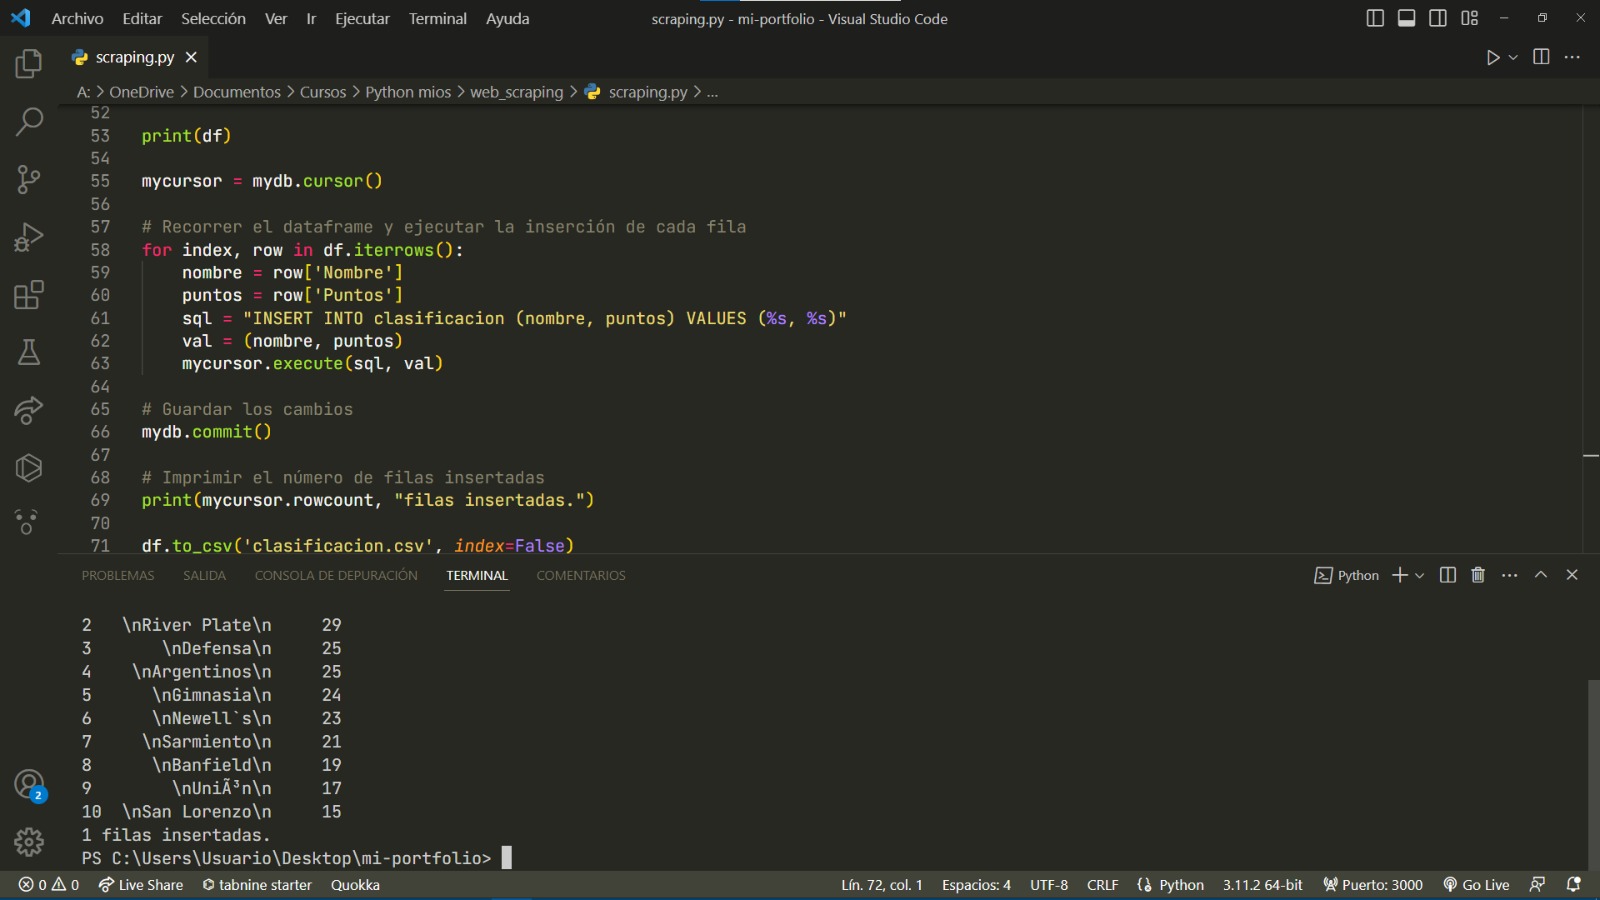 Archivo Editar Selección Ver Ir Ejecutar Terminal Ayuda scraping.py - mi-portfolio - Visual Studio Code
scraping.py
A: > OneDrive > Documentos > Cursos > Python mios > web_scraping > scraping.py > ...
52
53 print(df)
54
55 mycursor = mydb.cursor()
56
57 # Recorrer el dataframe y ejecutar la inserción de cada fila
58 for index, row in df.iterrows():
59     nombre = row['Nombre']
60     puntos = row['Puntos']
61     sql = "INSERT INTO clasificacion (nombre, puntos) VALUES (%s, %s)"
62     val = (nombre, puntos)
63     mycursor.execute(sql, val)
64
65 # Guardar los cambios
66 mydb.commit()
67
68 # Imprimir el número de filas insertadas
69 print(mycursor.rowcount, "filas insertadas.")
70
71 df.to_csv('clasificacion.csv', index=False)
PROBLEMAS SALIDA CONSOLA DE DEPURACIÓN TERMINAL COMENTARIOS Python
2 \nRiver Plate\n 29
3 \nDefensa\n 25
4 \nArgentinos\n 25
5 \nGimnasia\n 24
6 \nNewell`s\n 23
7 \nSarmiento\n 21
8 \nBanfield\n 19
9 \nUniÃ³n\n 17
10 \nSan Lorenzo\n 15
1 filas insertadas.
PS C:\Users\Usuario\Desktop\mi-portfolio>
2
0 0 Live Share tabnine starter Quokka Lín. 72, col. 1 Espacios: 4 UTF-8 CRLF Python 3.11.2 64-bit Puerto: 3000 Go Live